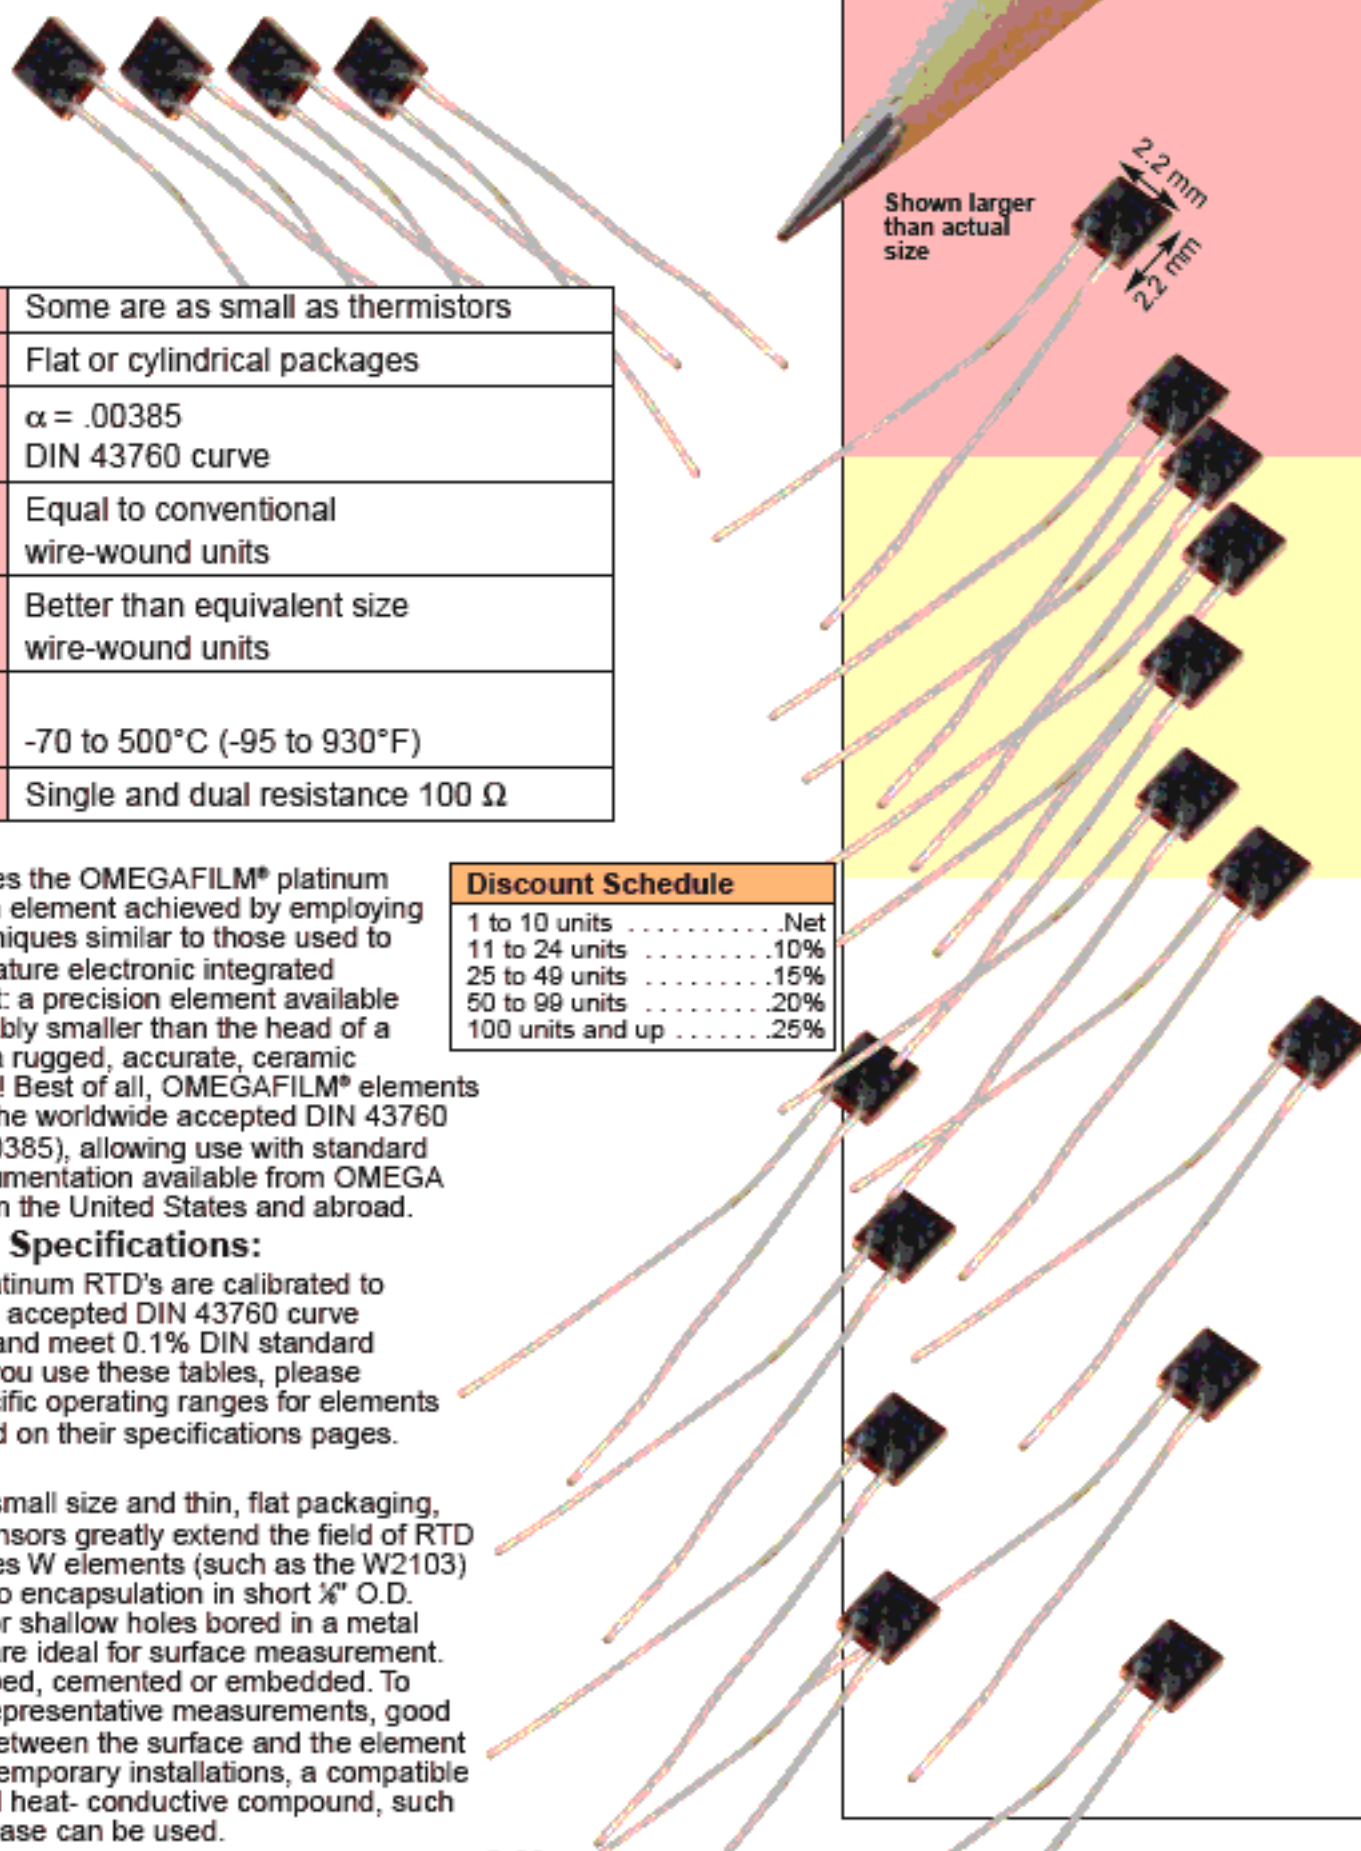 2.2 mm
2.2 mm
Shown larger
than actual
size
Some are as small as thermistors
Flat or cylindrical packages
α = .00385
DIN 43760 curve
Equal to conventional
wire-wound units
Better than equivalent size
wire-wound units
-70 to 500°C (-95 to 930°F)
Single and dual resistance 100 Ω
es the OMEGAFILM® platinum
element achieved by employing
niques similar to those used to
ature electronic integrated
t: a precision element available
bly smaller than the head of a
a rugged, accurate, ceramic
! Best of all, OMEGAFILM® elements
he worldwide accepted DIN 43760
0385), allowing use with standard
umentation available from OMEGA
n the United States and abroad.
Discount Schedule
1 to 10 units ...........Net
11 to 24 units .........10%
25 to 49 units .........15%
50 to 99 units .........20%
100 units and up .......25%
Specifications:
atinum RTD's are calibrated to
accepted DIN 43760 curve
and meet 0.1% DIN standard
you use these tables, please
cific operating ranges for elements
d on their specifications pages.
small size and thin, flat packaging,
nsors greatly extend the field of RTD
es W elements (such as the W2103)
o encapsulation in short O.D.
or shallow holes bored in a metal
are ideal for surface measurement.
ped, cemented or embedded. To
epresentative measurements, good
etween the surface and the element
emporary installations, a compatible
l heat- conductive compound, such
ase can be used.